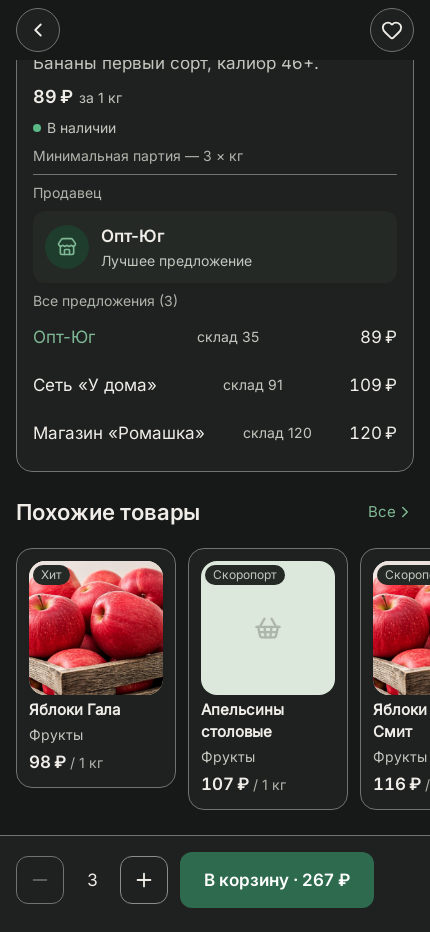 Бананы первый сорт, калибр 46+.
89 ₽ за 1 кг
В наличии
Минимальная партия — 3 × кг
Продавец
Опт-Юг
Лучшее предложение
Все предложения (3)
Опт-Юг склад 35 89 ₽
Сеть «У дома» склад 91 109 ₽
Магазин «Ромашка» склад 120 120 ₽
Похожие товары Все
Хит
Яблоки Гала
Фрукты
98 ₽ / 1 кг
Скоропорт
Апельсины
столовые
Фрукты
107 ₽ / 1 кг
Скороп
Яблоки
Смит
Фрукты
116 ₽ /
3
В корзину · 267 ₽